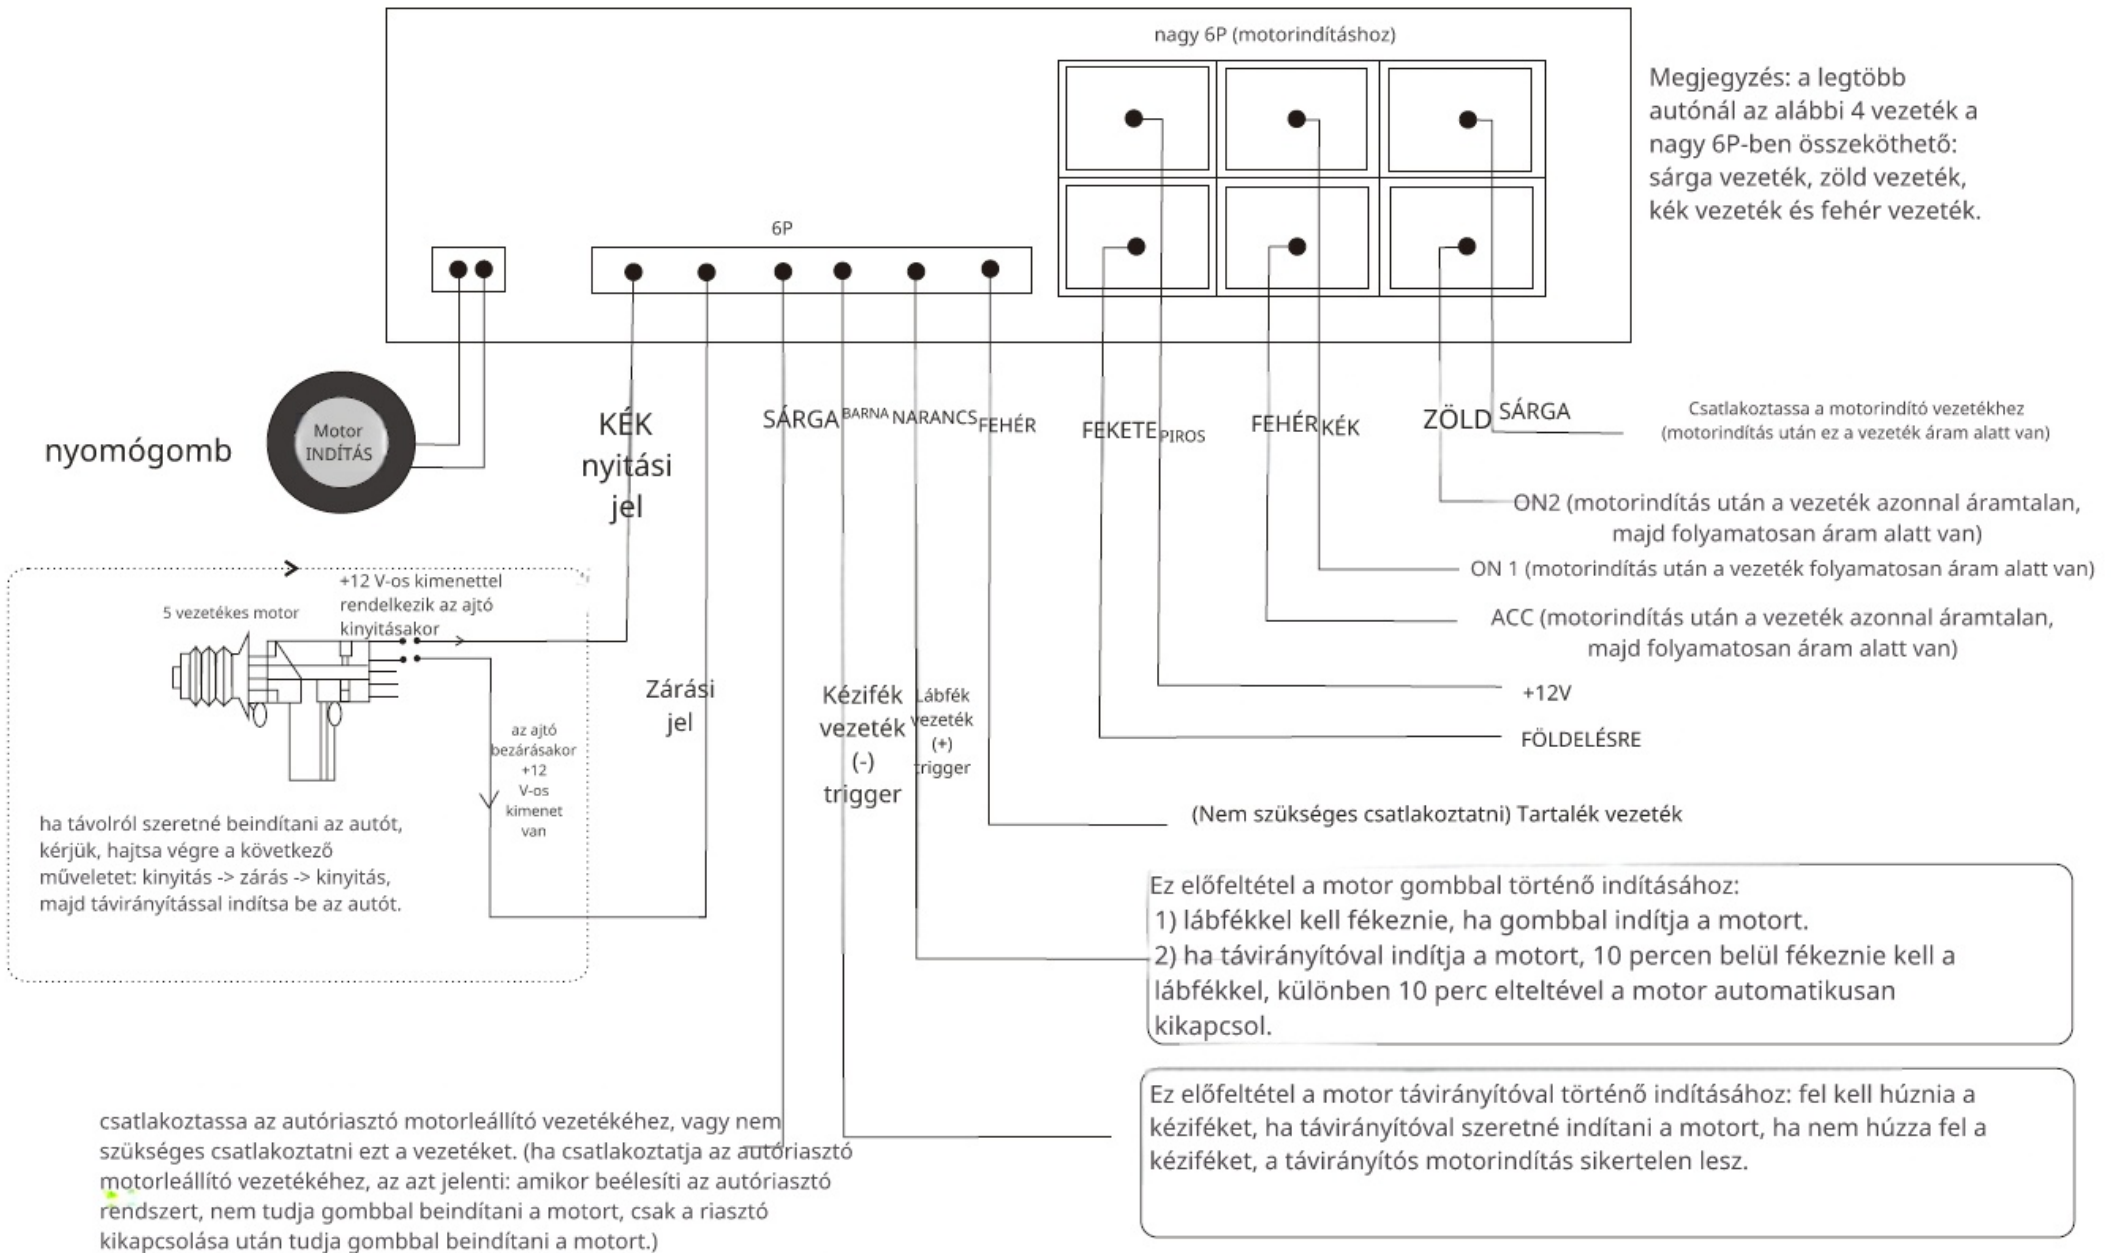 nagy 6P (motorindításhoz)
Megjegyzés: a legtöbb
autónál az alábbi 4 vezeték a
nagy 6P-ben összeköthető:
sárga vezeték, zöld vezeték,
kék vezeték és fehér vezeték.
6P
nyomógomb
Motor
INDÍTÁS
KÉK
nyitási
jel
SÁRGA
BARNA
NARANCS
FEHÉR
FEKETE
PIROS
FEHÉR
KÉK
ZÖLD
SÁRGA
Csatlakoztassa a motorindító vezetékhez
(motorindítás után ez a vezeték áram alatt van)
ON2 (motorindítás után a vezeték azonnal áramtalan,
majd folyamatosan áram alatt van)
ON 1 (motorindítás után a vezeték folyamatosan áram alatt van)
ACC (motorindítás után a vezeték azonnal áramtalan,
majd folyamatosan áram alatt van)
+12V
FÖLDELÉSRE
5 vezetékes motor
+12 V-os kimenettel
rendelkezik az ajtó
kinyitásakor
az ajtó
bezárásakor
+12
V-os
kimenet
van
ha távolról szeretné beindítani az autót,
kérjük, hajtsa végre a következő
műveletet: kinyitás -> zárás -> kinyitás,
majd távirányítással indítsa be az autót.
Zárási
jel
Kézifék
vezeték
(-)
trigger
Lábfék
vezeték
(+)
trigger
(Nem szükséges csatlakoztatni) Tartalék vezeték
Ez előfeltétel a motor gombbal történő indításához:
1) lábfékkel kell fékeznie, ha gombbal indítja a motort.
2) ha távirányítóval indítja a motort, 10 percen belül fékeznie kell a
lábfékkel, különben 10 perc elteltével a motor automatikusan
kikapcsol.
Ez előfeltétel a motor távirányítóval történő indításához: fel kell húznia a
kéziféket, ha távirányítóval szeretné indítani a motort, ha nem húzza fel a
kéziféket, a távirányítós motorindítás sikertelen lesz.
csatlakoztassa az autóriasztó motorleállító vezetékéhez, vagy nem
szükséges csatlakoztatni ezt a vezetéket. (ha csatlakoztatja az autóriasztó
motorleállító vezetékéhez, az azt jelenti: amikor beélesíti az autóriasztó
rendszert, nem tudja gombbal beindítani a motort, csak a riasztó
kikapcsolása után tudja gombbal beindítani a motort.)